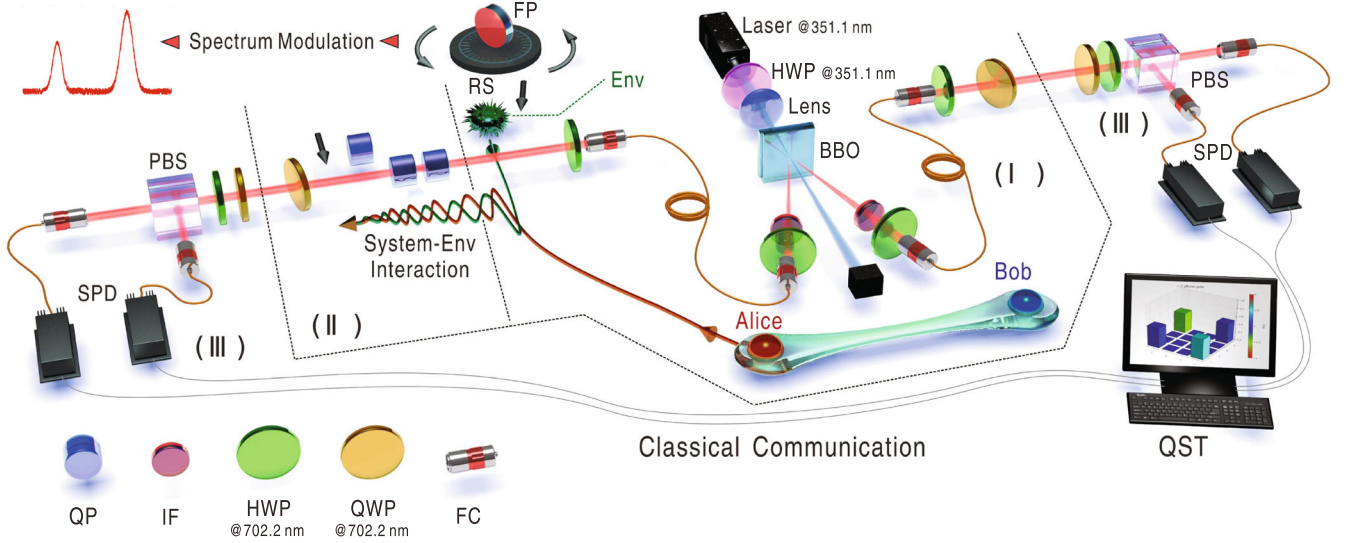 FP
Spectrum Modulation
RS
Env
Laser @351.1 nm
HWP @351.1 nm
Lens
BBO
PBS
(III)
SPD
(I)
PBS
System-Env
Interaction
SPD
(III)
(II)
Alice
Bob
Classical Communication
QST
QP
IF
HWP
@702.2 nm
QWP
@702.2 nm
FC